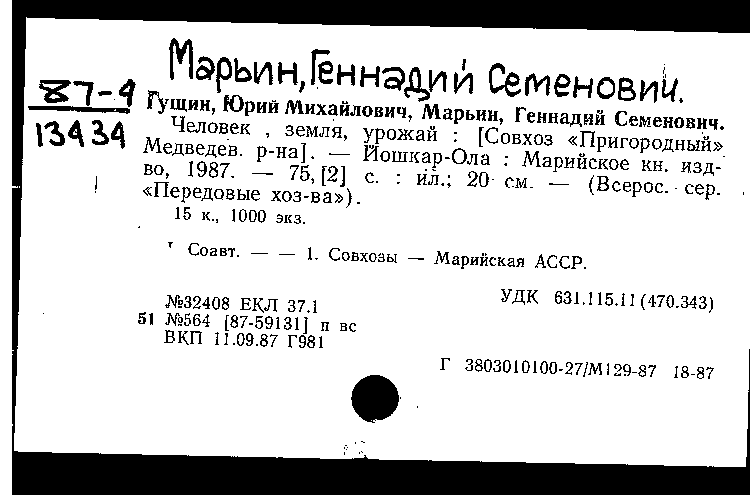 Марьин, Геннадий Семенович.
87-4
13434
Гущин, Юрий Михайлович, Марьин, Геннадий Семенович.
Человек , земля, урожай : [Совхоз «Пригородный»
Медведев. р-на]. — Йошкар-Ола : Марийское кн. изд-
во, 1987. — 75, [2] с. : ил.; 20 см. — (Всерос. сер.
«Передовые хоз-ва»).
15 к., 1000 экз.
Соавт. — — 1. Совхозы — Марийская АССР.
УДК 631.115.11(470.343)
№32408 ЕКЛ 37.1
51 №564 [87-59131] п вс
ВКП 11.09.87 Г981
Г 3803010100-27/М129-87 18-87